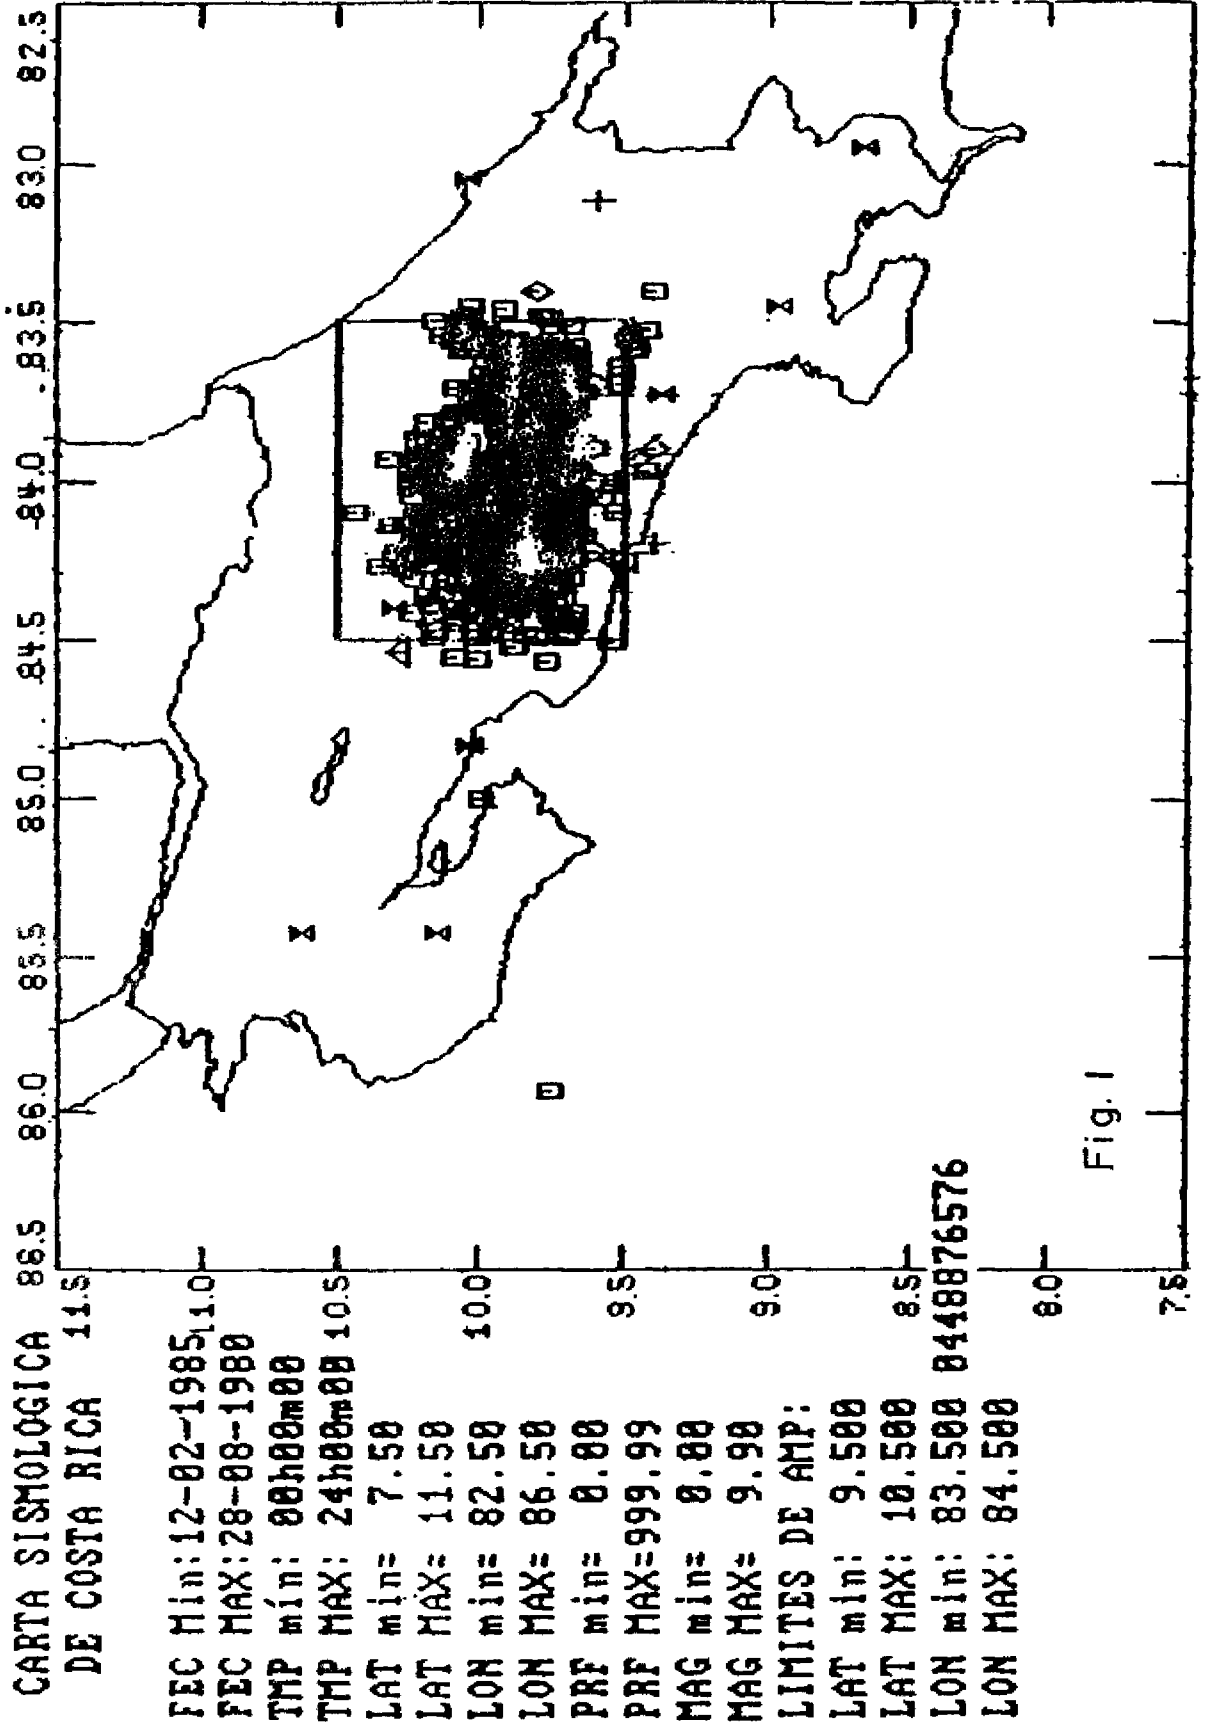 CARTA SISMOLOGICA
DE COSTA RICA
FEC Min:12-02-1985
FEC MAX:28-08-1980
TMP mín: 00h00m00
TMP MAX: 24h00m00
LAT min= 7.50
LAT MAX= 11.50
LON min= 82.50
LON MAX= 86.50
PRF min= 0.00
PRF MAX=999.99
MAG min= 0.00
MAG MAX= 9.90
LIMITES DE AMP:
LAT min: 9.500
LAT MAX: 10.500
LON min: 83.500 0448876576
LON MAX: 84.500
86.5 86.0 85.5 85.0 84.5 84.0 83.5 83.0 82.5
11.5
11.0
10.5
10.0
9.5
9.0
8.5
8.0
7.5
Fig. 1